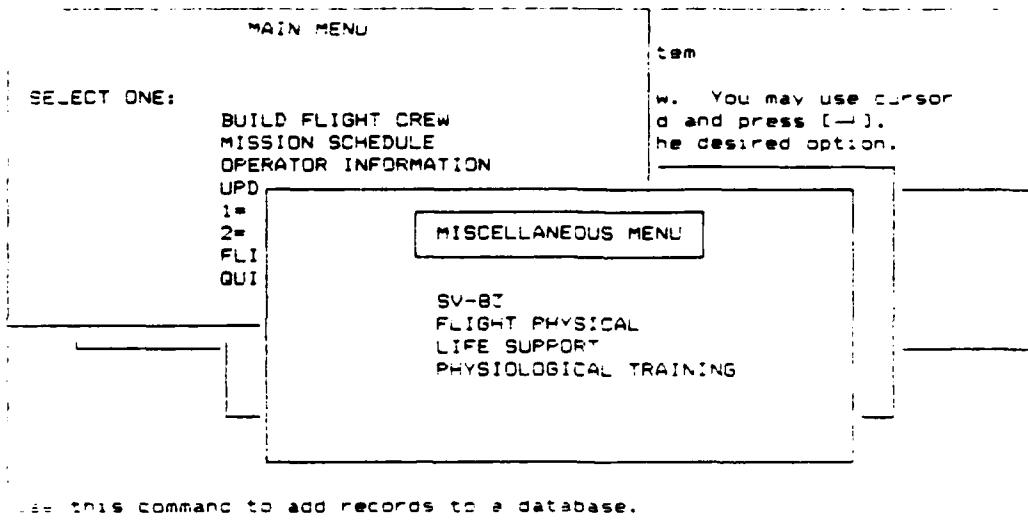 MAIN MENU
tem
SELECT ONE:
w. You may use cursor
BUILD FLIGHT CREW
d and press [
].
MISSION SCHEDULE
he desired option.
OPERATOR INFORMATION
UPD
1=
2=
MISCELLANEOUS MENU
FLI
QUI
FLIGHT PHYSICAL
LIFE SUPPORT
PHYSIOLOGICAL TRAINING
this command to add records to a database.